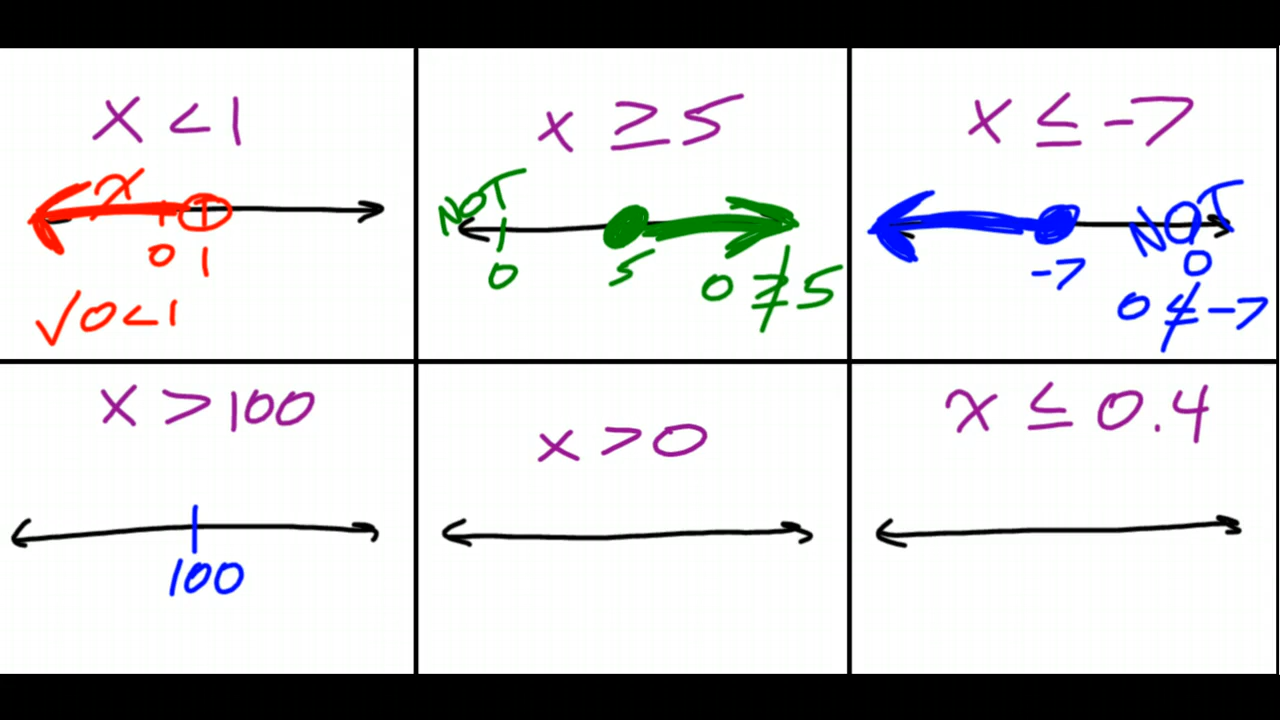 x < 1
x
0 1
√ 0 < 1
x ≥ 5
NOT
0 5
0 ≱ 5
x ≤ -7
NOT
-7 0
0 ≰ -7
x > 100
100
x > 0
x ≤ 0.4